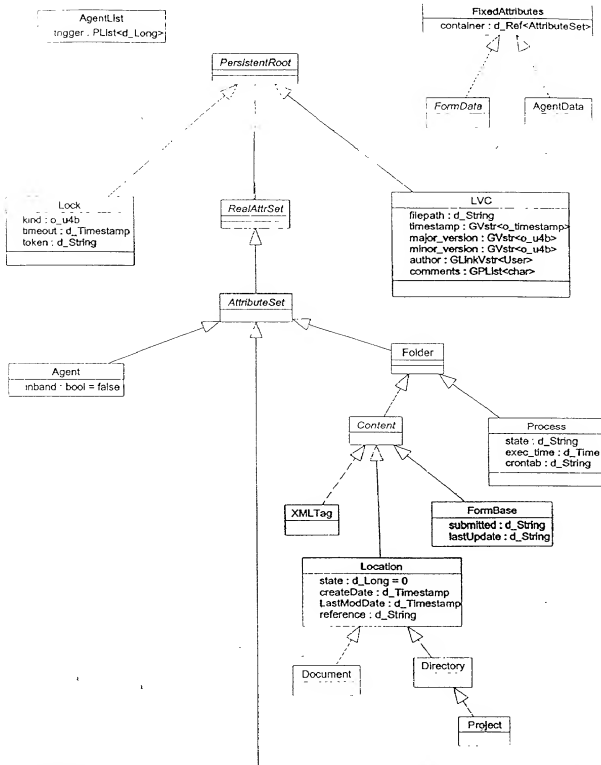 AgentList
trigger : PList<d_Long>
FixedAttributes
container : d_Ref<AttributeSet>
PersistentRoot
FormData
AgentData
Lock
kind : o_u4b
timeout : d_Timestamp
token : d_String
RealAttrSet
LVC
filepath : d_String
timestamp : GVstr<o_timestamp>
major_version : GVstr<o_u4b>
minor_version : GVstr<o_u4b>
author : GLinkVstr<User>
comments : GPList<char>
AttributeSet
Agent
inband : bool = false
Folder
Content
Process
state : d_String
exec_time : d_Time
crontab : d_String
XMLTag
FormBase
submitted : d_String
lastUpdate : d_String
Location
state : d_Long = 0
createDate : d_Timestamp
LastModDate : d_Timestamp
reference : d_String
Document
Directory
Project